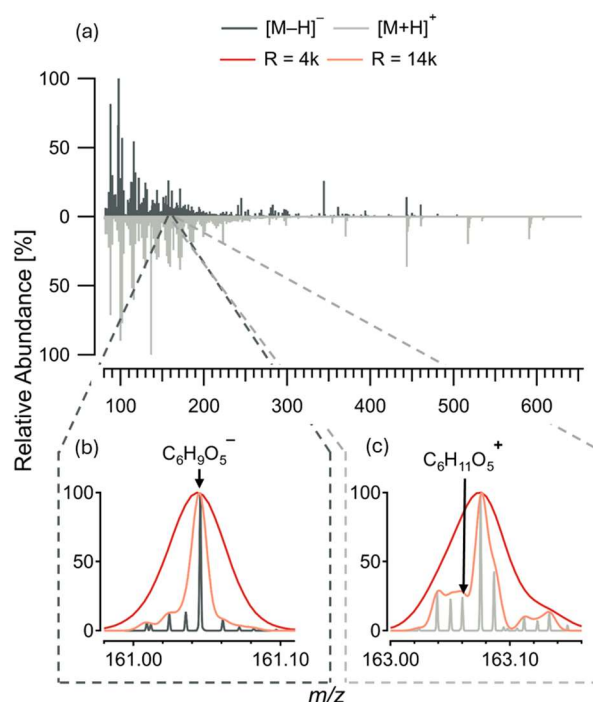 [M–H]⁻ [M+H]⁺
(a)
R = 4k R = 14k
100
50
0
50
100
Relative Abundance [%]
100 200 300 400 500 600
(b) C₆H₉O₅⁻
(c) C₆H₁₁O₅⁺
100 100
50 50
0 0
161.00 161.10 163.00 163.10
m/z